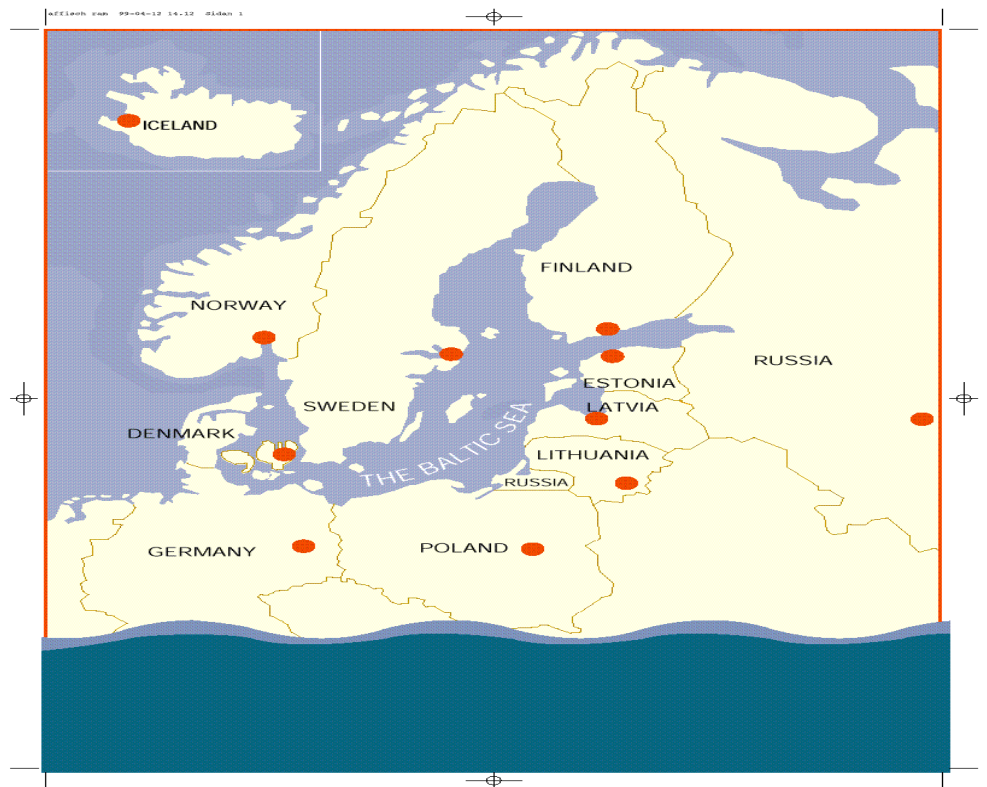 affisch ram 99-04-12 14.12 Sidan 1
ICELAND
FINLAND
NORWAY
RUSSIA
ESTONIA
SWEDEN
LATVIA
DENMARK
THE BALTIC SEA
LITHUANIA
RUSSIA
GERMANY
POLAND